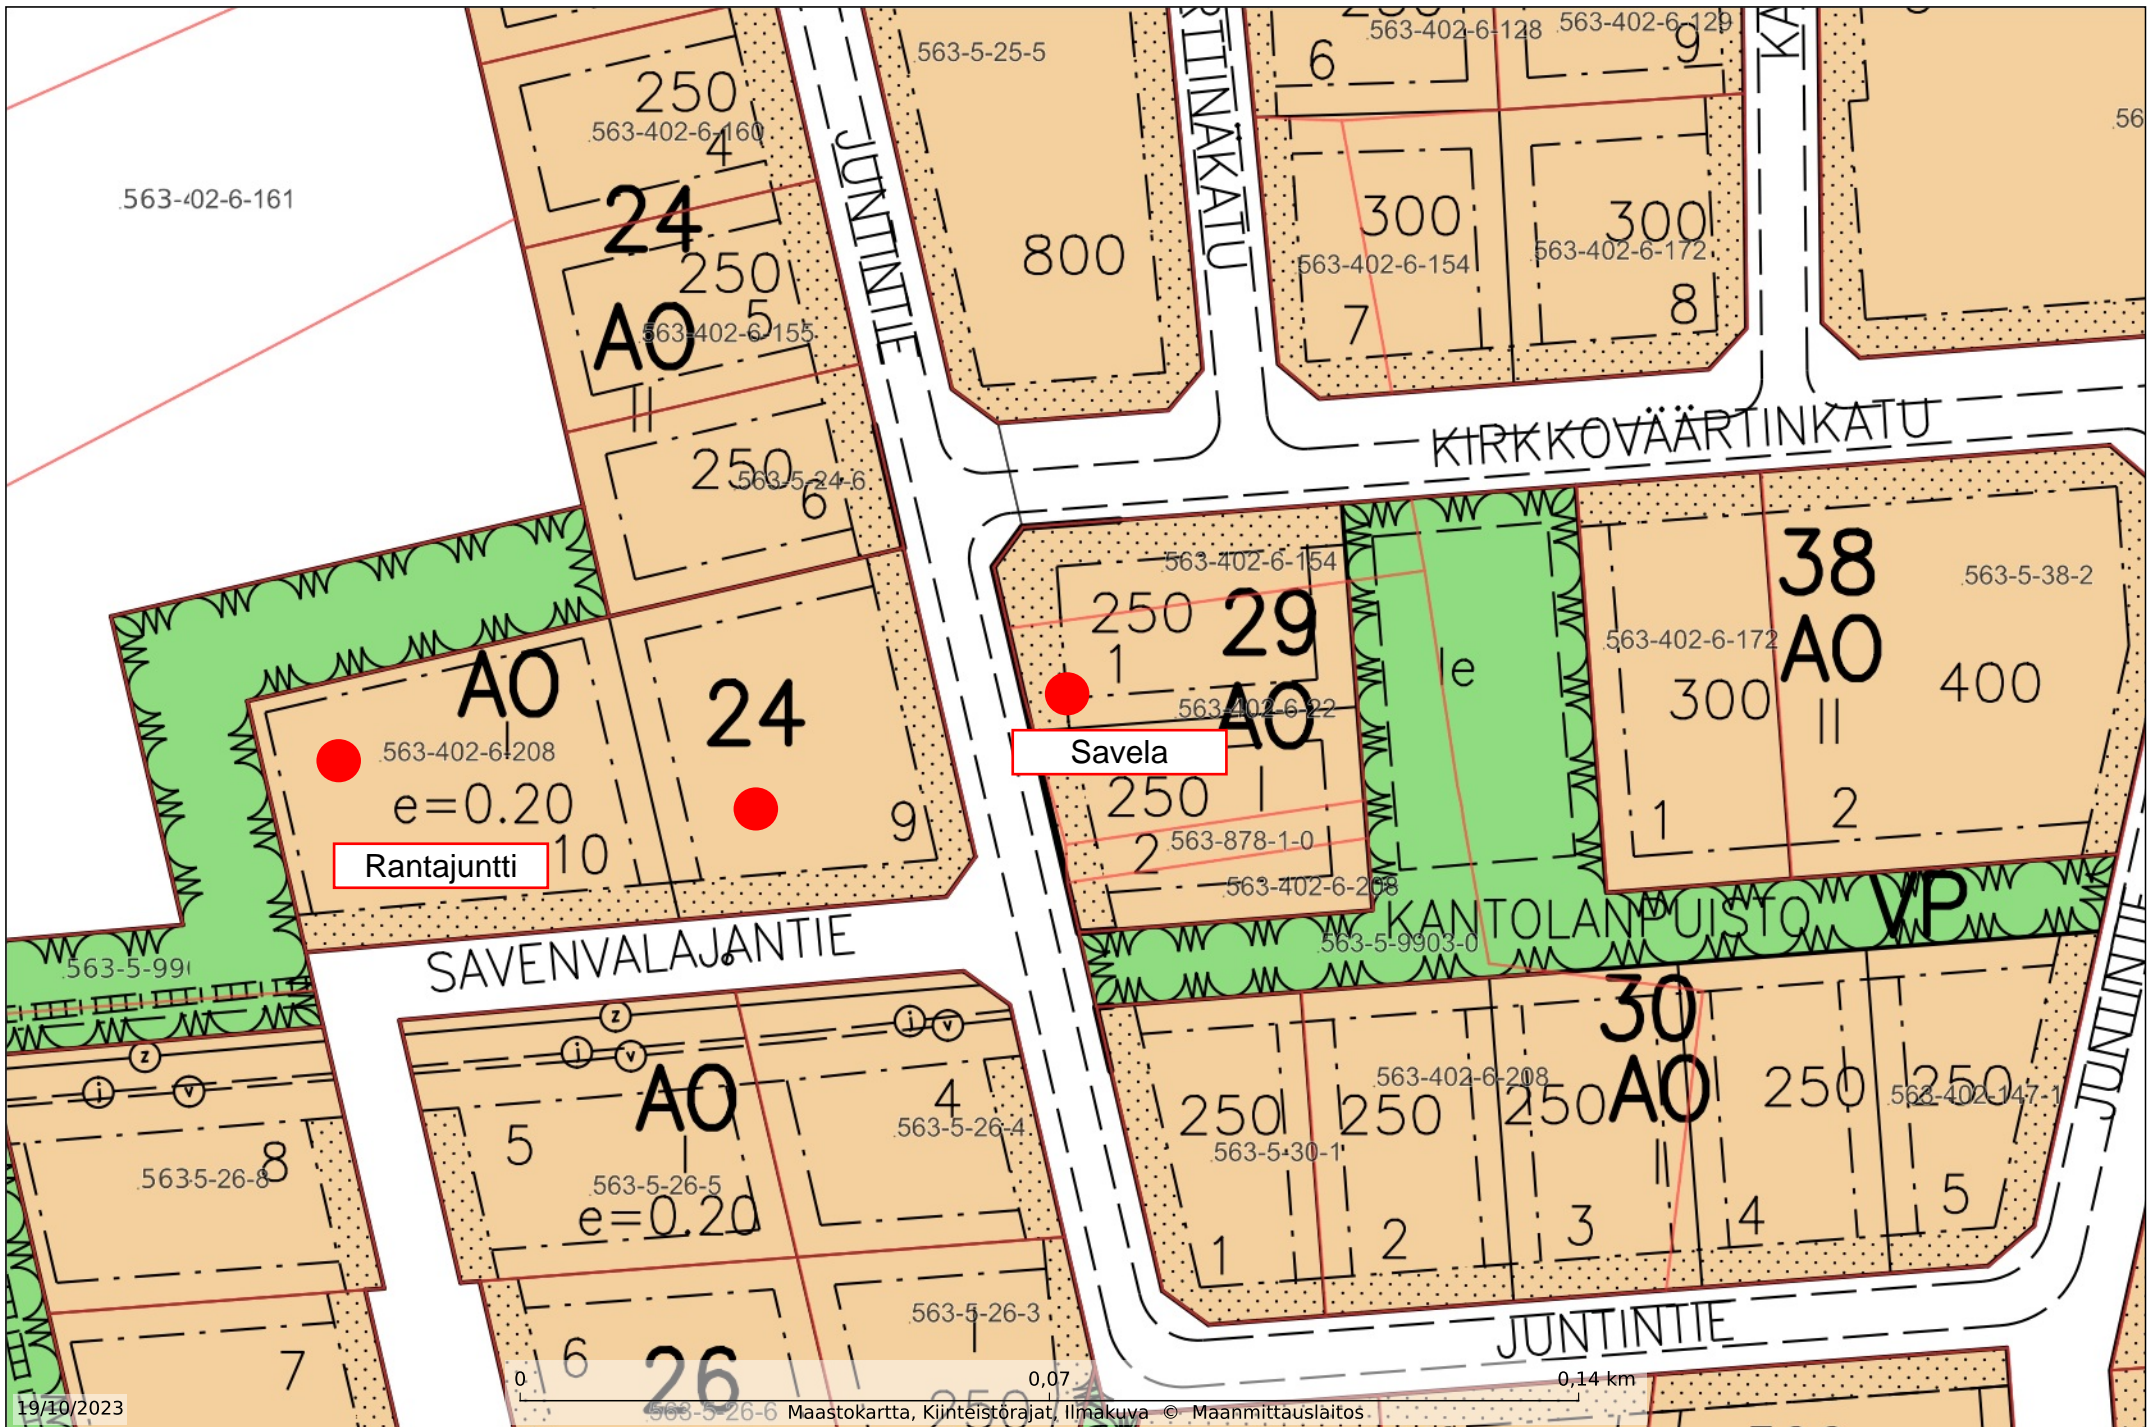 563-402-6-128
563-402-6-129
563-5-25-5
6
9
250
563-402-6-160
4
563-402-6-161
24
250
5
563-402-6-155
AO
II
JUNTINTIE
800
300
563-402-6-154
7
300
563-402-6-172
8
KIRKKOVÄÄRTINKATU
250
563-5-24-6
6
563-402-6-154
250
29
1
563-402-6-22
AO
Savela
250
I
2
563-878-1-0
563-402-6-208
le
38
AO
II
563-5-38-2
563-402-6-172
300
400
1
2
AO
I
563-402-6-208
e=0.20
10
Rantajuntti
24
9
SAVENVALAJANTIE
KANTOLANPUISTO
VP
563-5-9903-0
563-5-99
z
j
v
8
563-5-26-8
7
z
j
v
j
v
AO
I
5
563-5-26-5
e=0.20
4
563-5-26-4
30
AO
II
563-402-6-208
250
250
250
250
250
563-402-147-1
563-5-30-1
1
2
3
4
5
JUNTINTIE
JUNTINTIE
6
26
563-5-26-6
563-5-26-3
I
250
0
0,07
0,14 km
19/10/2023
Maastokartta, Kiinteistörajat, Ilmakuva © Maanmittauslaitos